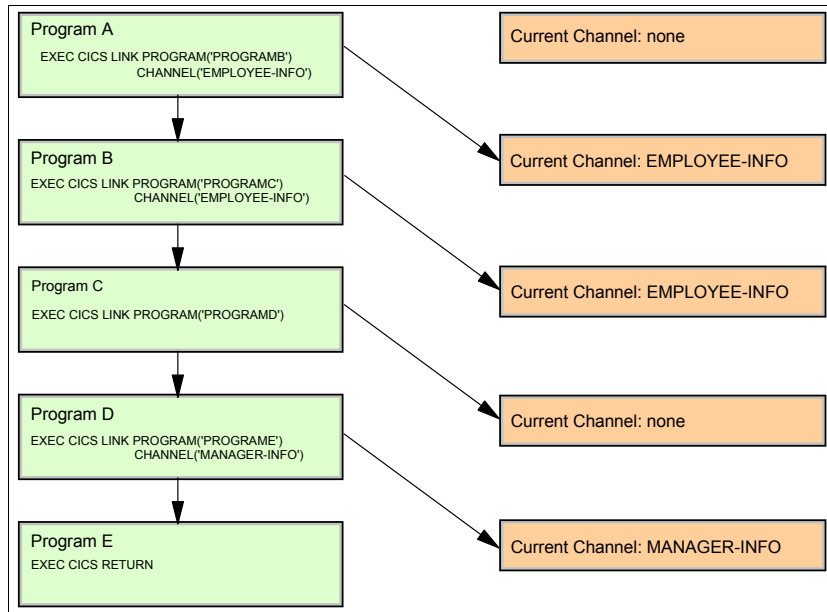 Program A
EXEC CICS LINK PROGRAM('PROGRAMB')
CHANNEL('EMPLOYEE-INFO')
Current Channel: none
Program B
EXEC CICS LINK PROGRAM('PROGRAMC')
CHANNEL('EMPLOYEE-INFO')
Current Channel: EMPLOYEE-INFO
Program C
EXEC CICS LINK PROGRAM('PROGRAMD')
Current Channel: EMPLOYEE-INFO
Program D
EXEC CICS LINK PROGRAM('PROGRAME')
CHANNEL('MANAGER-INFO')
Current Channel: none
Program E
EXEC CICS RETURN
Current Channel: MANAGER-INFO